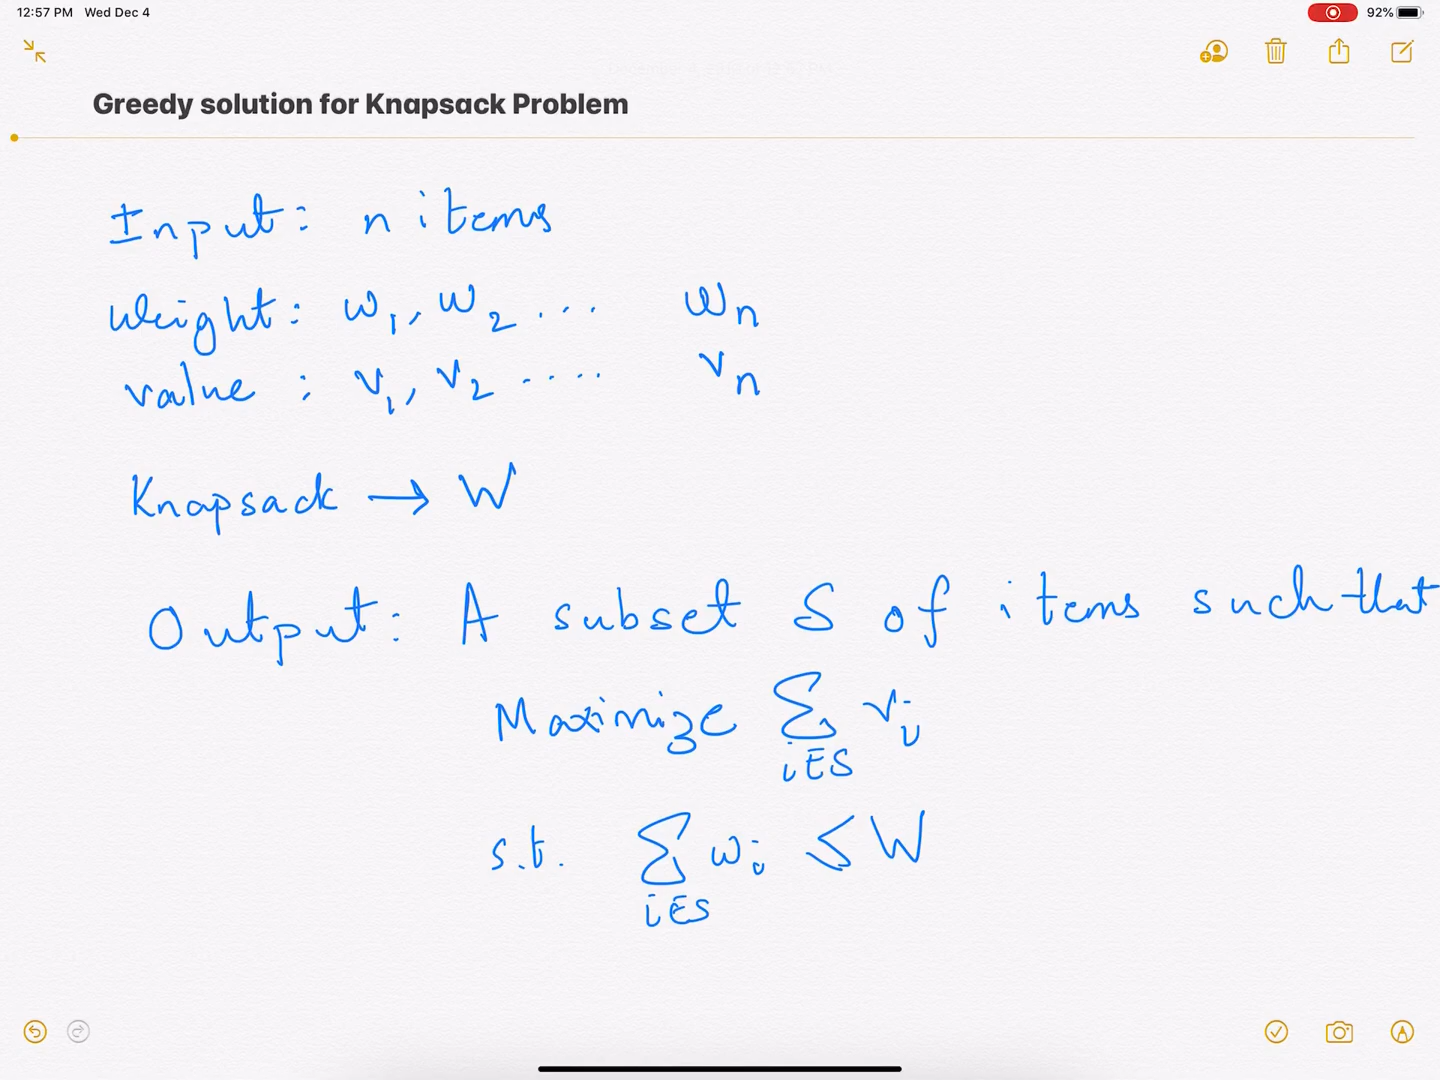 12:57 PM Wed Dec 4 92%
Greedy solution for Knapsack Problem
Input: n items
Weight: w₁, w₂ ... wₙ
value : v₁, v₂ .... vₙ
Knapsack → W
Output: A subset S of items such that
Maximize ∑ vᵢ
i∈S
s.t. ∑ wᵢ ≤ W
i∈S